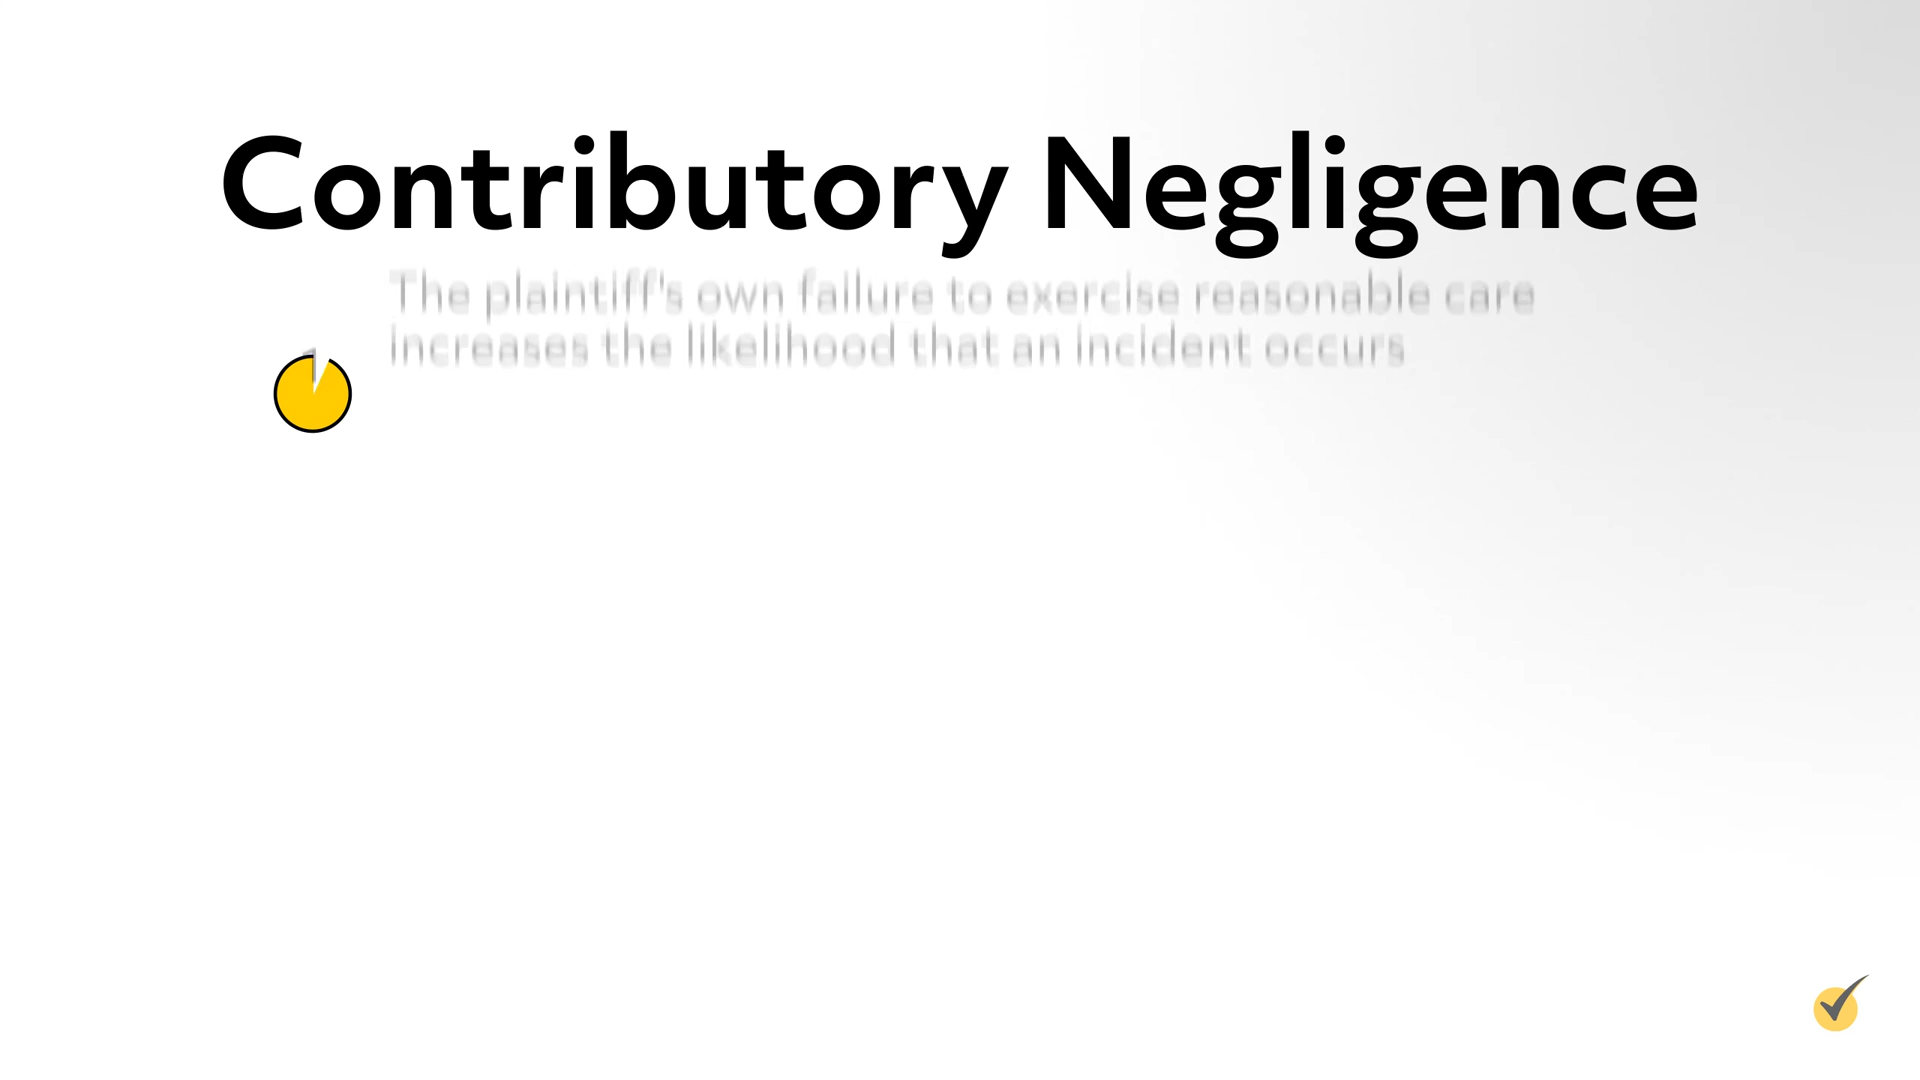 Contributory Negligence
The plaintiff's own failure to exercise reasonable care
increases the likelihood that an incident occurs